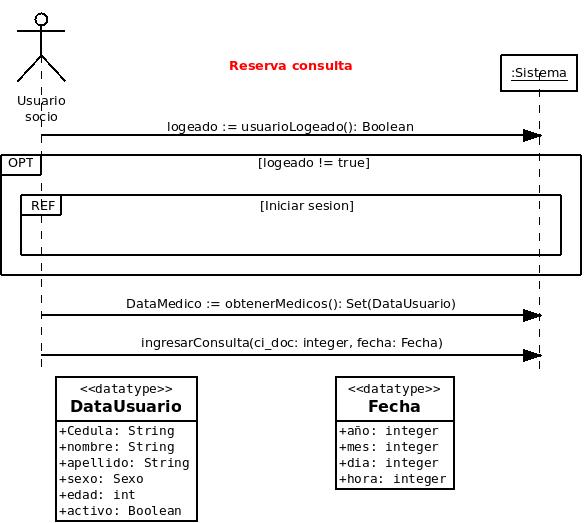 Reserva consulta
Usuario
socio
:Sistema
logeado := usuarioLogeado(): Boolean
OPT
[logeado != true]
REF
[Iniciar sesion]
DataMedico := obtenerMedicos(): Set(DataUsuario)
ingresarConsulta(ci_doc: integer, fecha: Fecha)
<<datatype>>
DataUsuario
+Cedula: String
+nombre: String
+apellido: String
+sexo: Sexo
+edad: int
+activo: Boolean
<<datatype>>
Fecha
+año: integer
+mes: integer
+dia: integer
+hora: integer